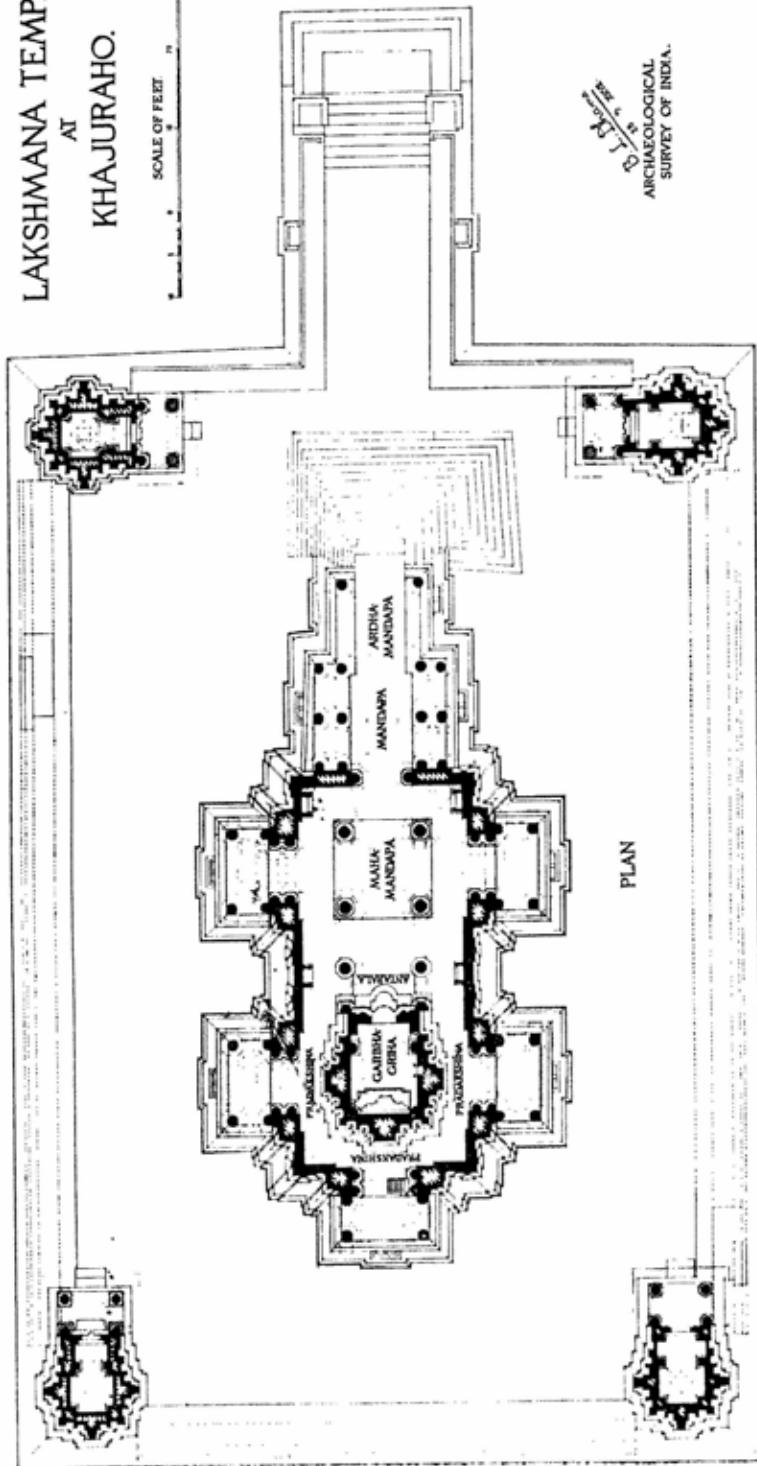 LAKSHMANA TEMP
AT
KHAJURAHO.
SCALE OF FEET
ARCHAEOLOGICAL
SURVEY OF INDIA.
ARDHA
MANDAPA
MANDAPA
MAHA
MANDAPA
ANTARALA
GARBHA
GRIHA
PRADAKSHINA
PRADAKSHINA
PRADAKSHINA
PLAN